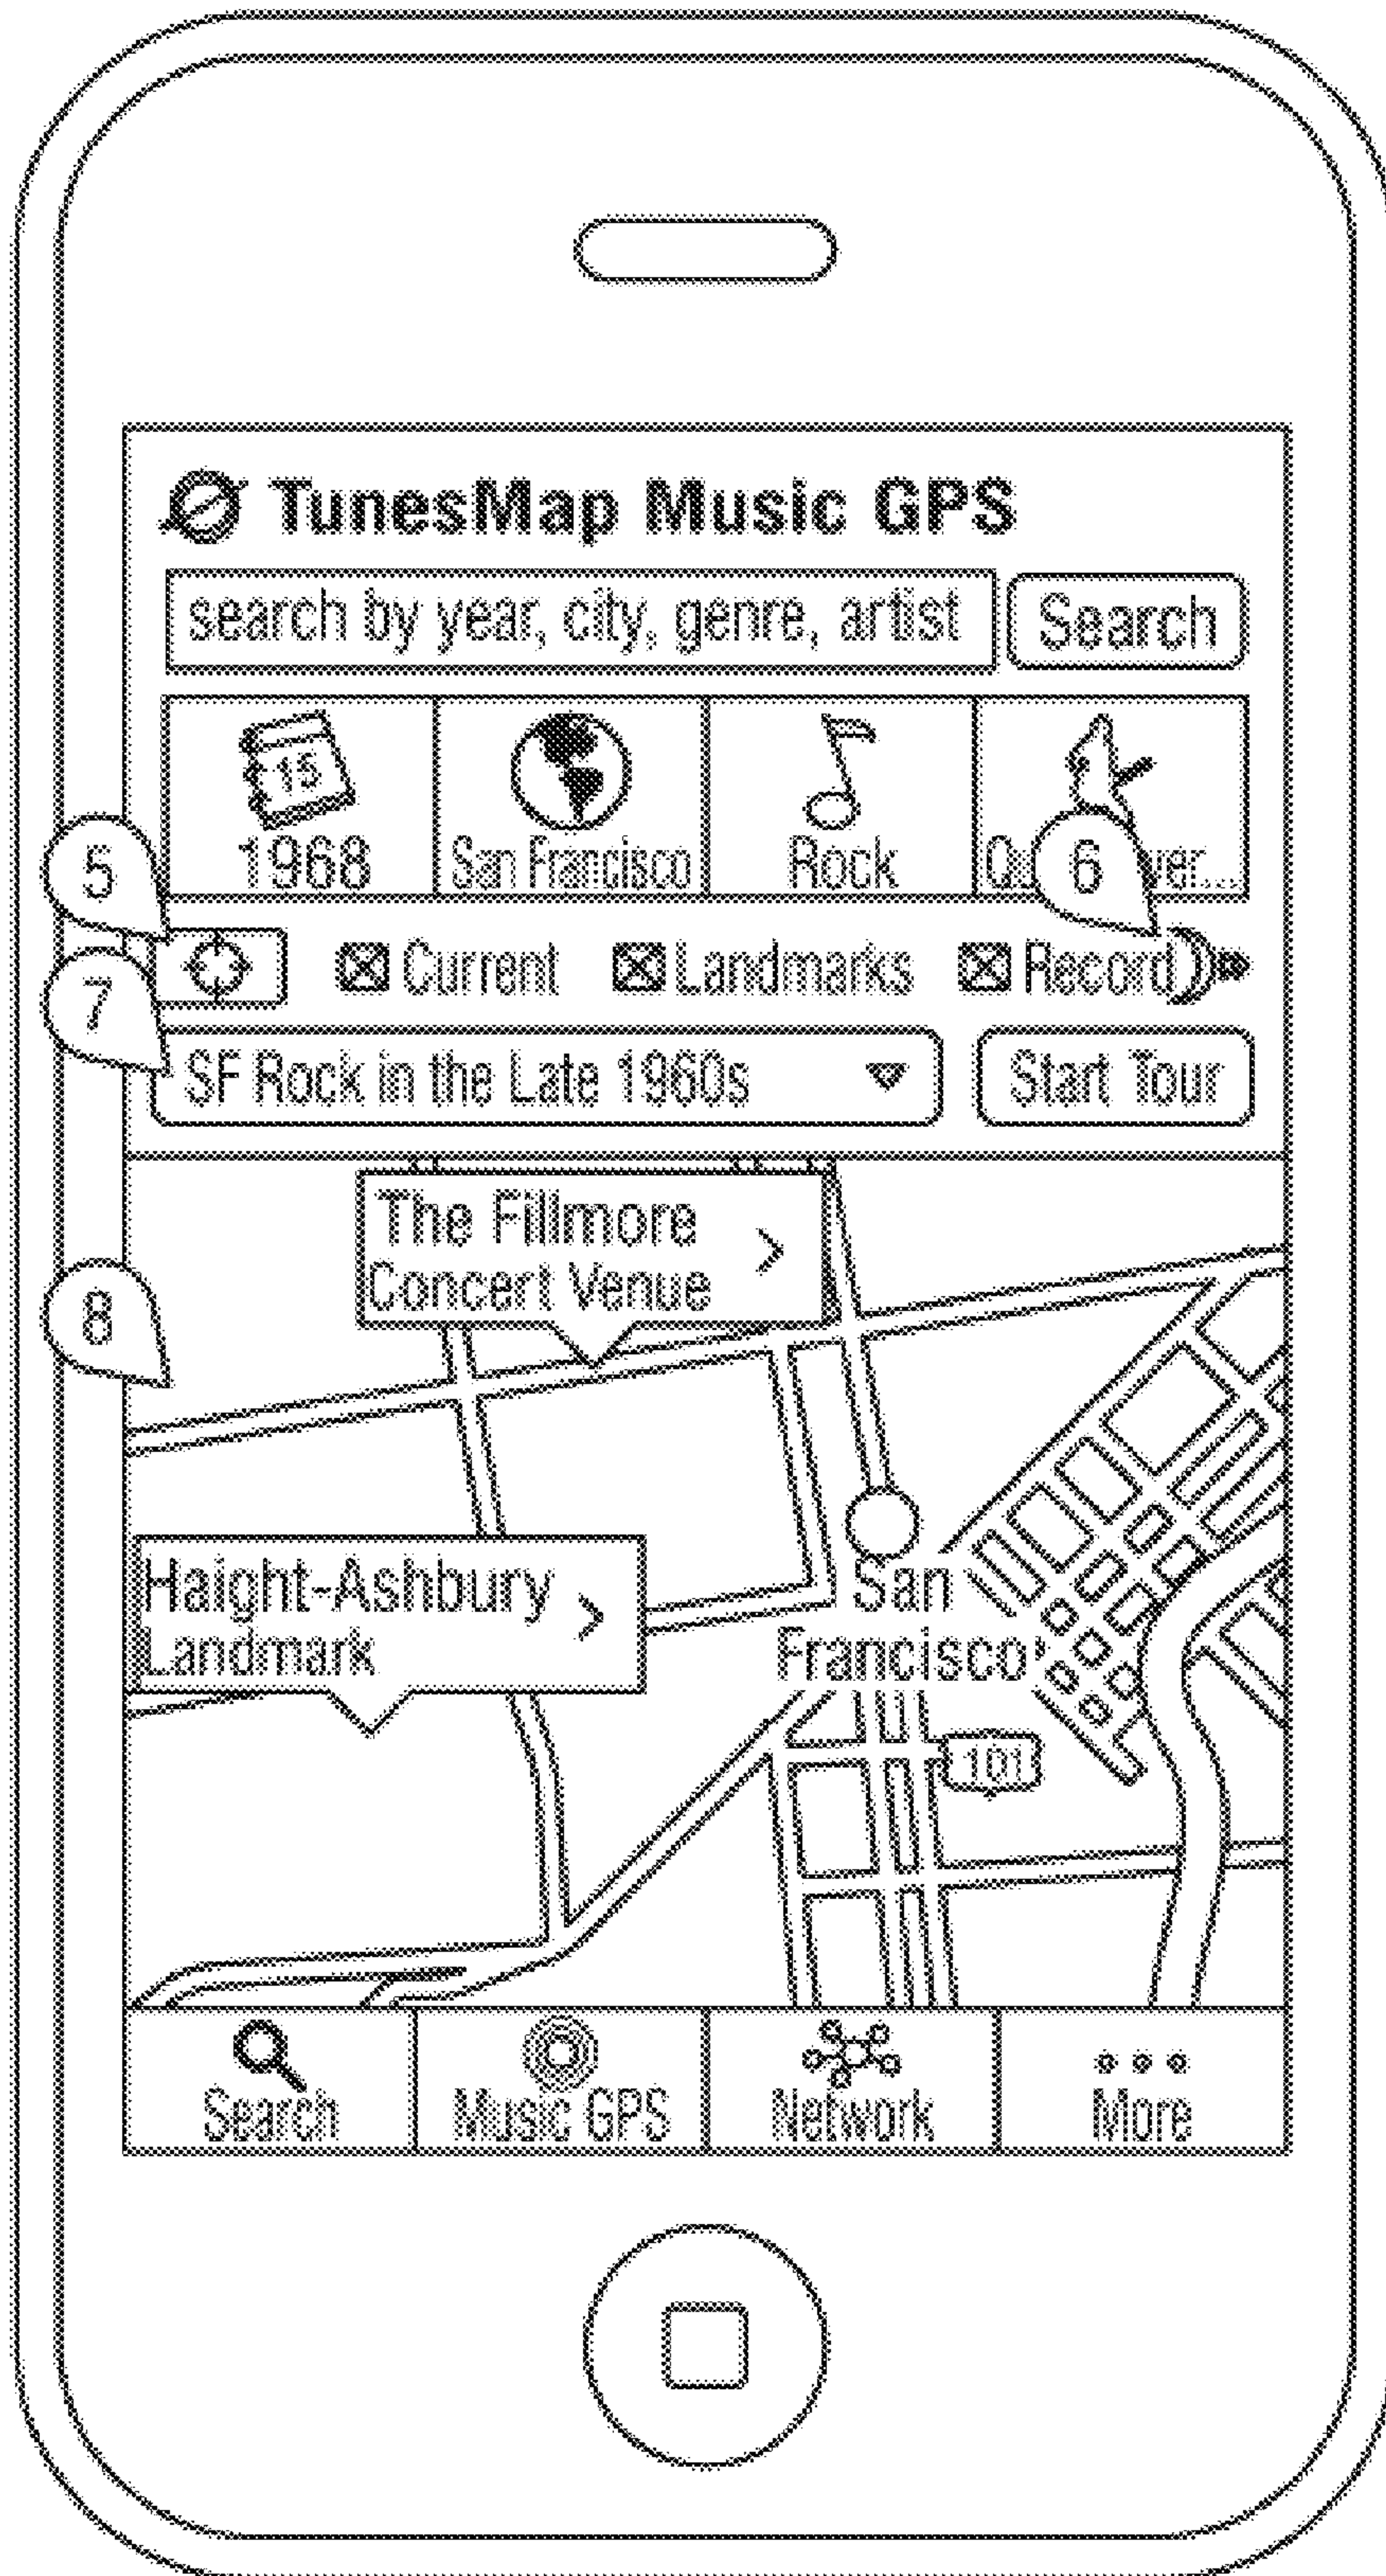 TunesMap Music GPS
search by year, city, genre, artist Search
15
1968 San Francisco Rock
5 6
Current Landmarks Record
7
SF Rock in the Late 1960s Start Tour
The Fillmore
Concert Venue
8
Haight-Ashbury
Landmark
San
Francisco
101
Search Music GPS Network More